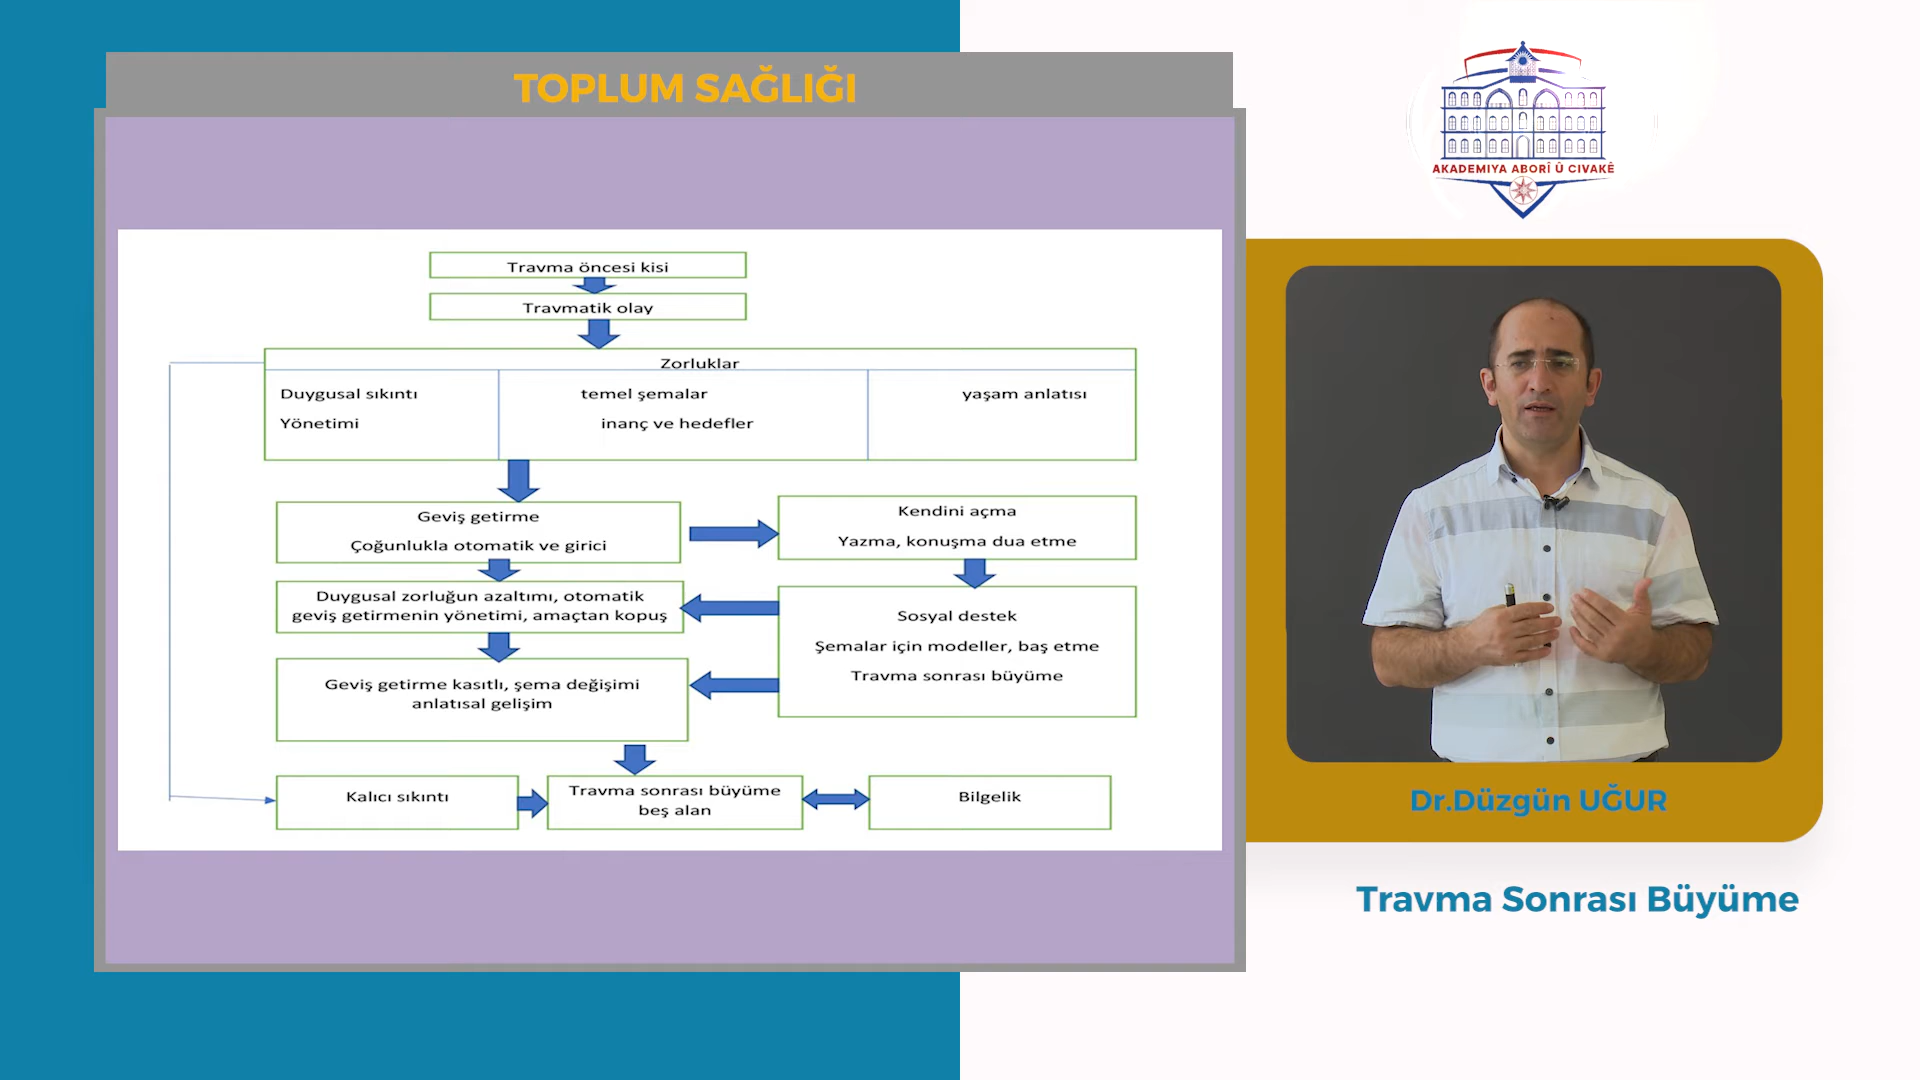 TOPLUM SAĞLIĞI
AKADEMIYA ABORÎ Û CIVAKÊ
Travma öncesi kisi
Travmatik olay
Zorluklar
Duygusal sıkıntı
Yönetimi
temel şemalar
inanç ve hedefler
yaşam anlatısı
Geviş getirme
Çoğunlukla otomatik ve girici
Kendini açma
Yazma, konuşma dua etme
Duygusal zorluğun azaltımı, otomatik
geviş getirmenin yönetimi, amaçtan kopuş
Sosyal destek
Şemalar için modeller, baş etme
Travma sonrası büyüme
Geviş getirme kasıtlı, şema değişimi
anlatısal gelişim
Kalıcı sıkıntı
Travma sonrası büyüme
beş alan
Bilgelik
Dr.Düzgün UĞUR
Travma Sonrası Büyüme